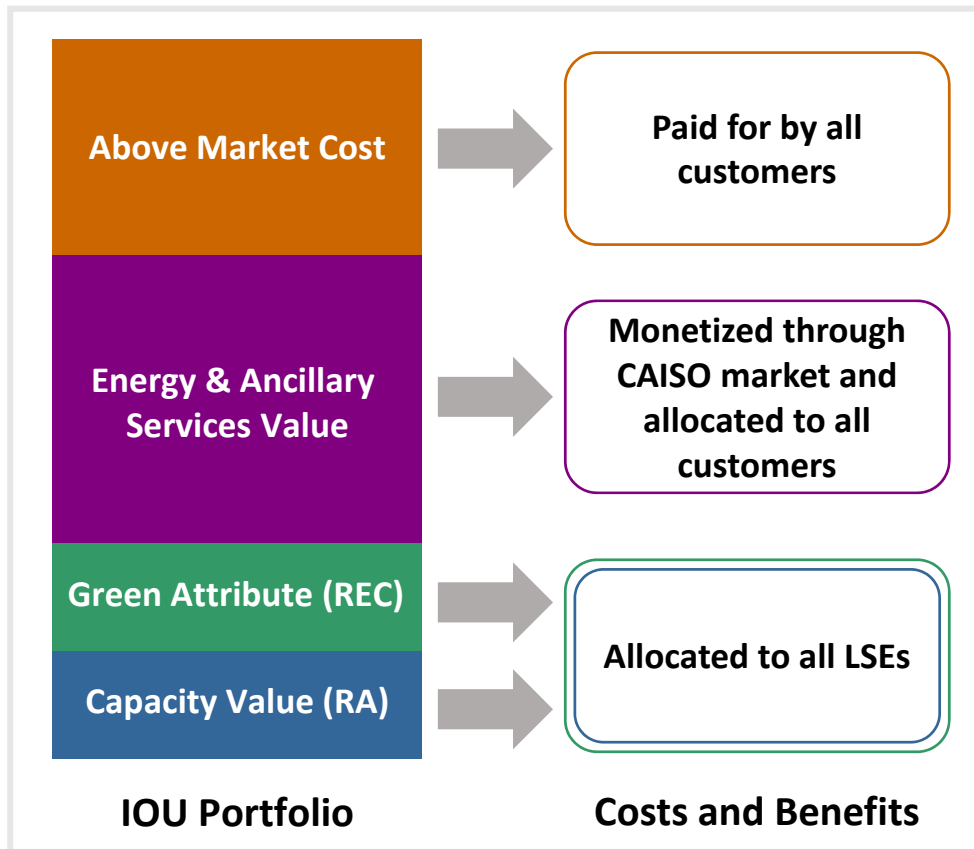 Above Market Cost
Paid for by all
customers
Energy & Ancillary
Services Value
Monetized through
CAISO market and
allocated to all
customers
Green Attribute (REC)
Capacity Value (RA)
Allocated to all LSEs
IOU Portfolio
Costs and Benefits